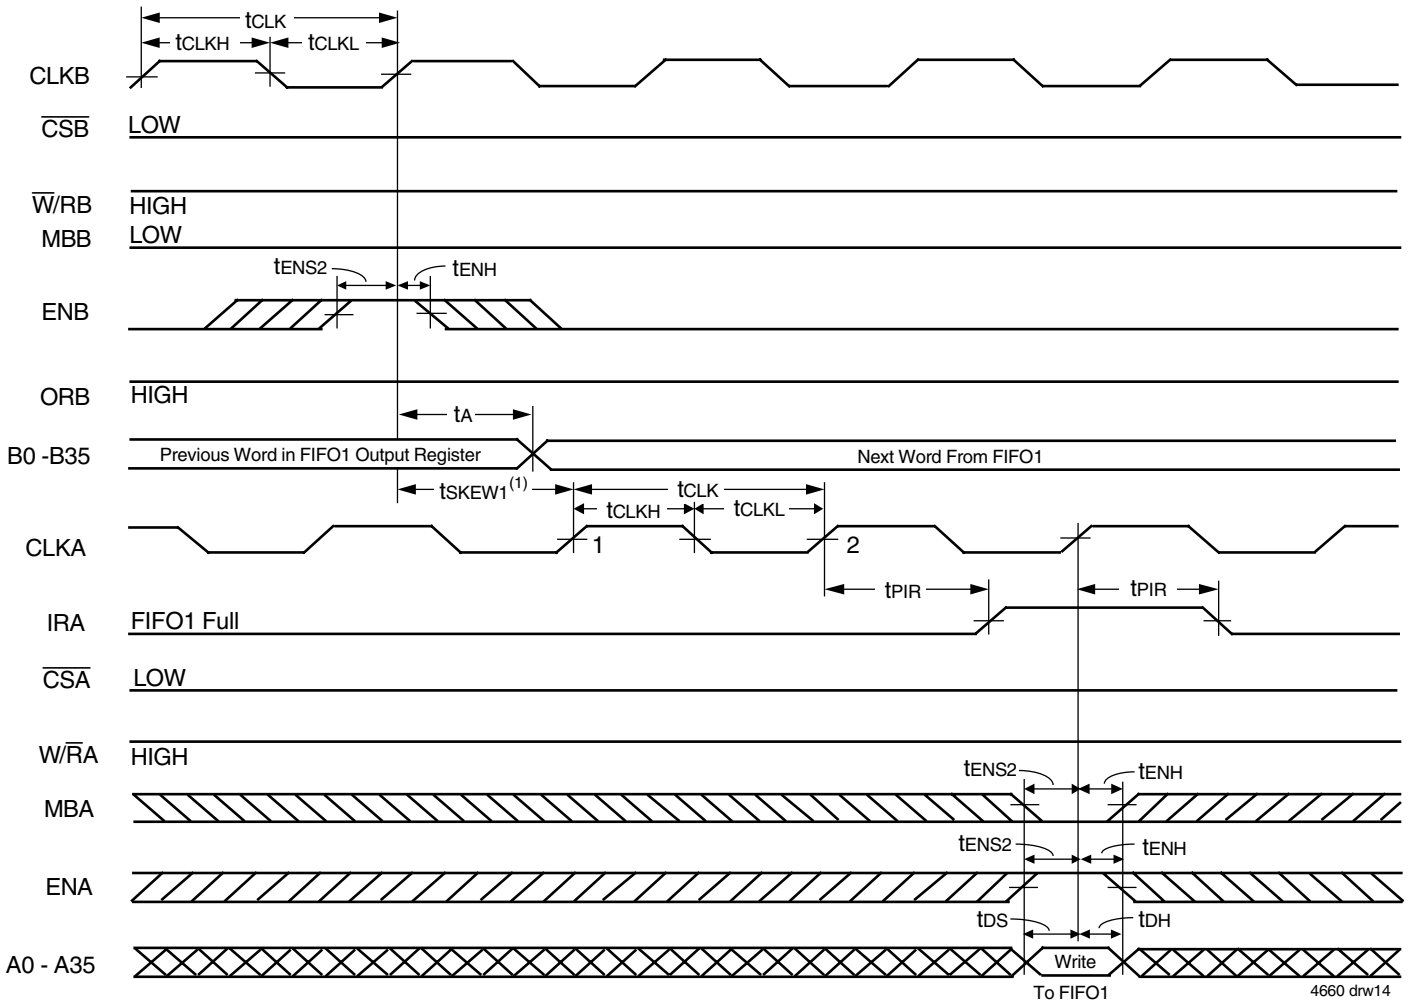 tCLK
tCLKH tCLKL
CLKB
CSB LOW
W/RB HIGH
MBB LOW
tENS2 tENH
ENB
ORB HIGH
tA
B0 -B35 Previous Word in FIFO1 Output Register Next Word From FIFO1
tSKEW1(1) tCLK
tCLKH tCLKL
CLKA 1 2
tPIR tPIR
IRA FIFO1 Full
CSA LOW
W/RA HIGH
tENS2 tENH
MBA
tENS2 tENH
ENA
tDS tDH
A0 - A35 Write
To FIFO1 4660 drw14